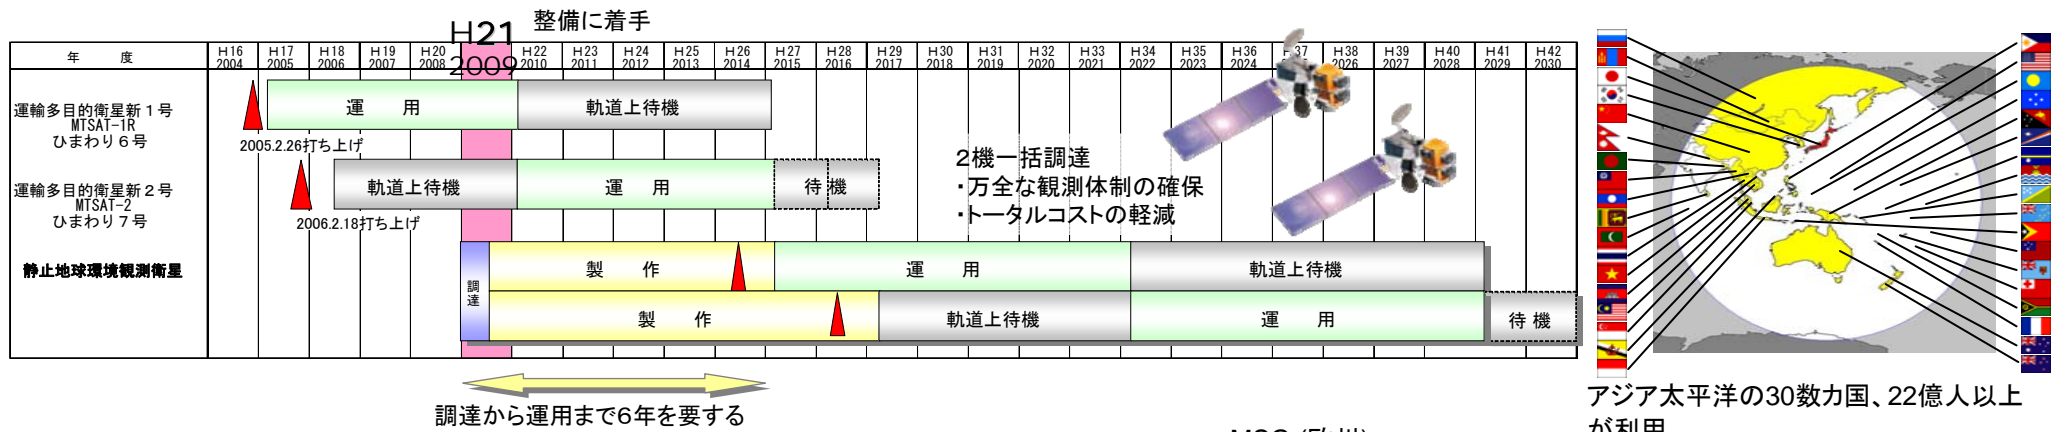 整備に着手
H21
2009
年 度
H16 H17 H18 H19 H20 H22 H23 H24 H25 H26 H27 H28 H29 H30 H31 H32 H33 H34 H35 H36 H37 H38 H39 H40 H41 H42
2004 2005 2006 2007 2008 2010 2011 2012 2013 2014 2015 2016 2017 2018 2019 2020 2021 2022 2023 2024 2026 2027 2028 2029 2030
運輸多目的衛星新1号
MTSAT-1R
ひまわり6号
運 用
軌道上待機
2005.2.26打ち上げ
運輸多目的衛星新2号
MTSAT-2
ひまわり7号
軌道上待機
運 用
待 機
2006.2.18打ち上げ
2機一括調達
・万全な観測体制の確保
・トータルコストの軽減
静止地球環境観測衛星
調達
製 作
運 用
軌道上待機
製 作
軌道上待機
運 用
待 機
調達から運用まで6年を要する
アジア太平洋の30数カ国、22億人以上
が利用